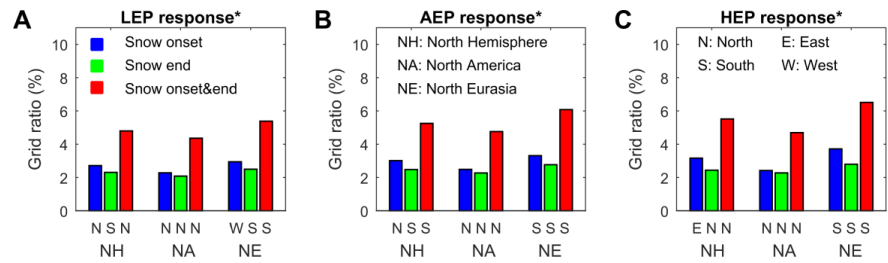 A
LEP response*
Grid ratio (%)
10
8
6
4
2
0
Snow onset
Snow end
Snow onset&end
N S N N N N W S S
NH NA NE
B
AEP response*
Grid ratio (%)
10
8
6
4
2
0
NH: North Hemisphere
NA: North America
NE: North Eurasia
N S S N N N S S S
NH NA NE
C
HEP response*
Grid ratio (%)
10
8
6
4
2
0
N: North E: East
S: South W: West
E N N N N N S S S
NH NA NE